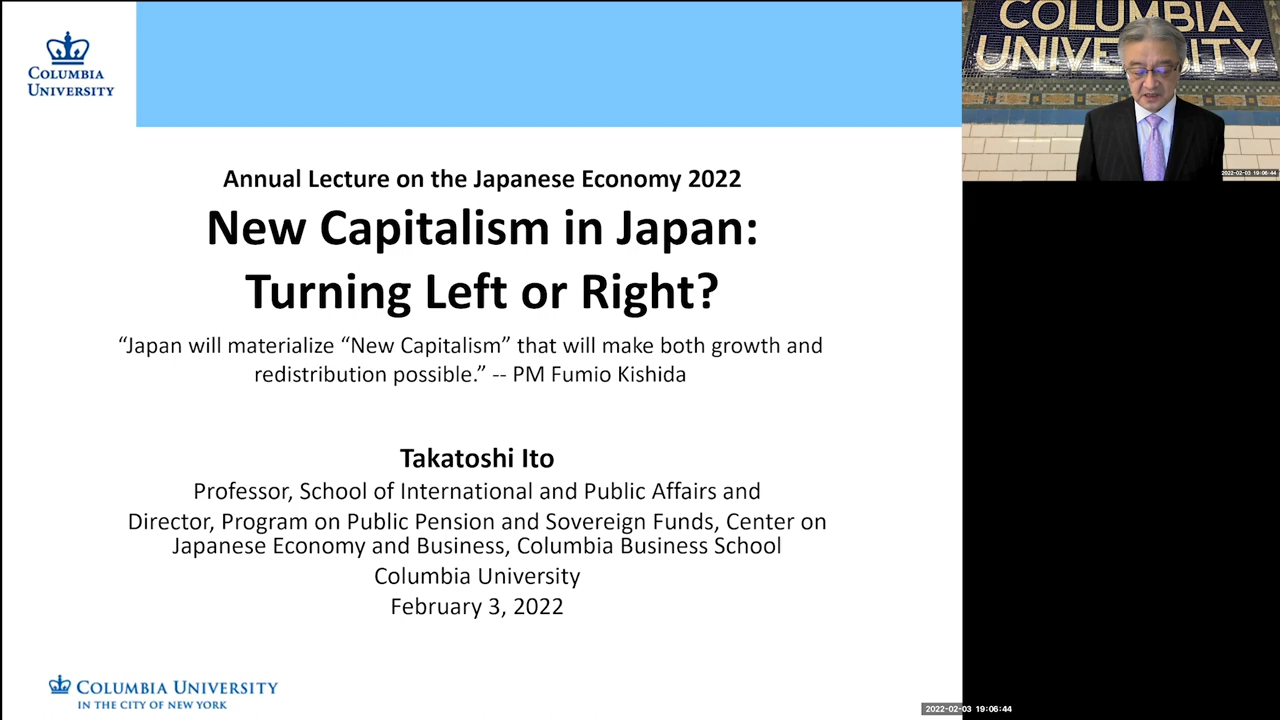 COLUMBIA
UNIVERSITY
Annual Lecture on the Japanese Economy 2022
New Capitalism in Japan:
Turning Left or Right?
“Japan will materialize “New Capitalism” that will make both growth and
redistribution possible.” -- PM Fumio Kishida
Takatoshi Ito
Professor, School of International and Public Affairs and
Director, Program on Public Pension and Sovereign Funds, Center on
Japanese Economy and Business, Columbia Business School
Columbia University
February 3, 2022
COLUMBIA UNIVERSITY
IN THE CITY OF NEW YORK
2022-02-03 19:06:44
COLUMBIA
UNIVERSITY
2022-02-03 19:06:44